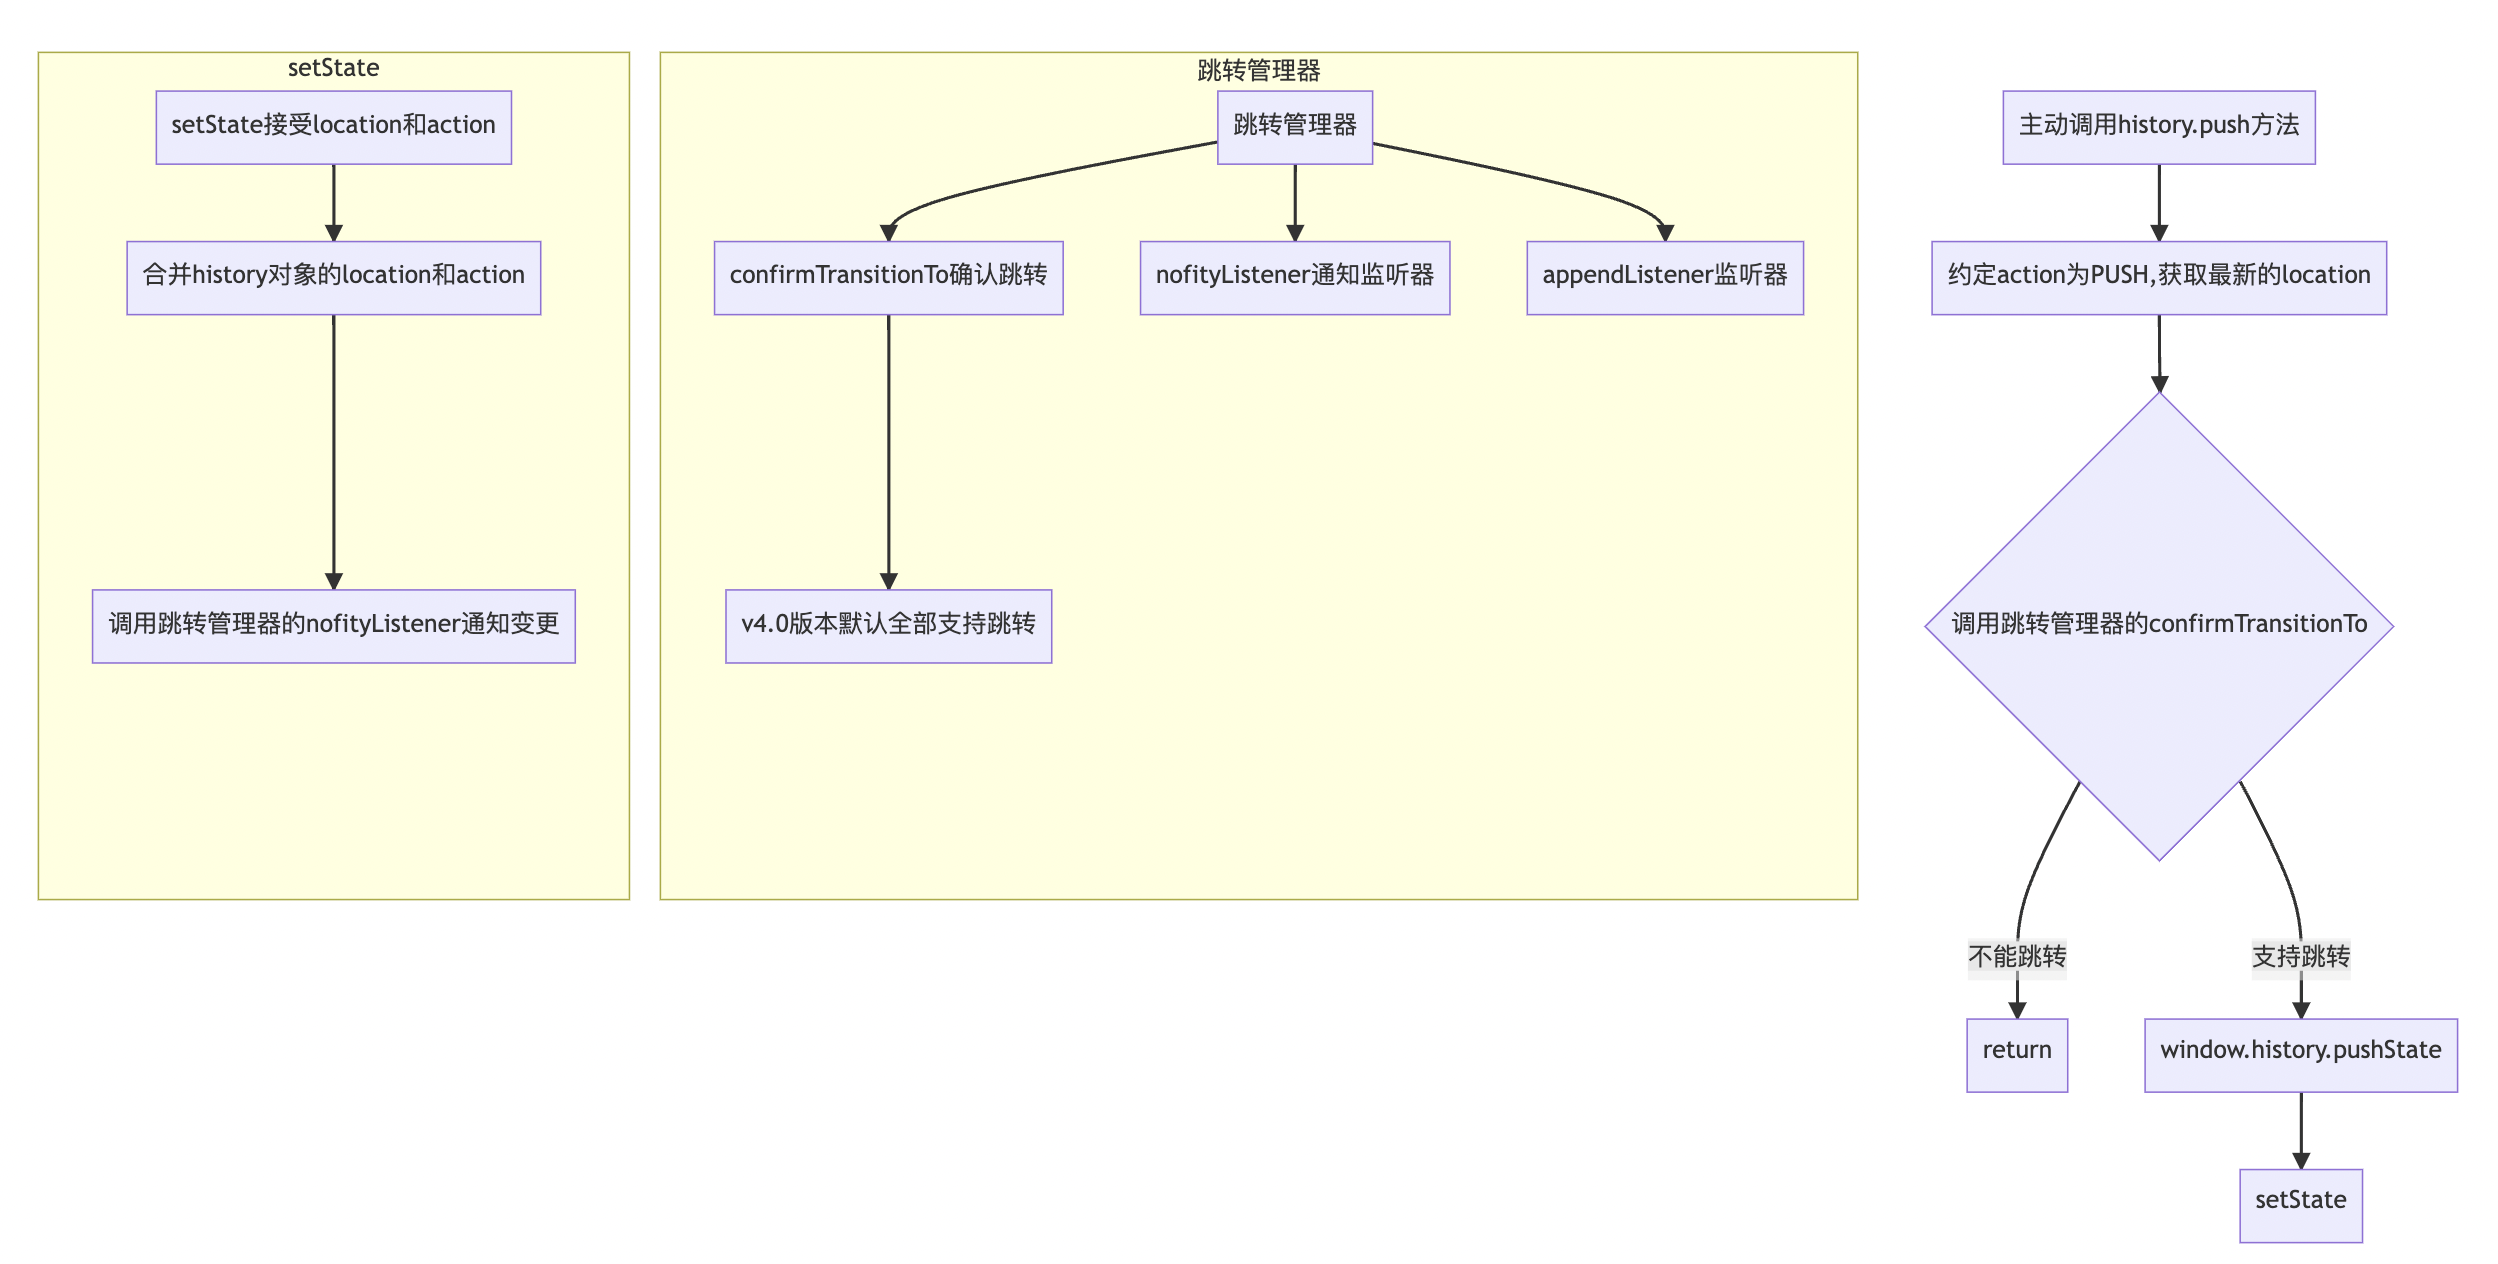 setState
setState接受location和action
合并history对象的location和action
调用跳转管理器的nofityListener通知变更
跳转管理器
跳转管理器
confirmTransitionTo确认跳转
nofityListener通知监听器
appendListener监听器
v4.0版本默认全部支持跳转
主动调用history.push方法
约定action为PUSH,获取最新的location
调用跳转管理器的confirmTransitionTo
不能跳转
支持跳转
return
window.history.pushState
setState